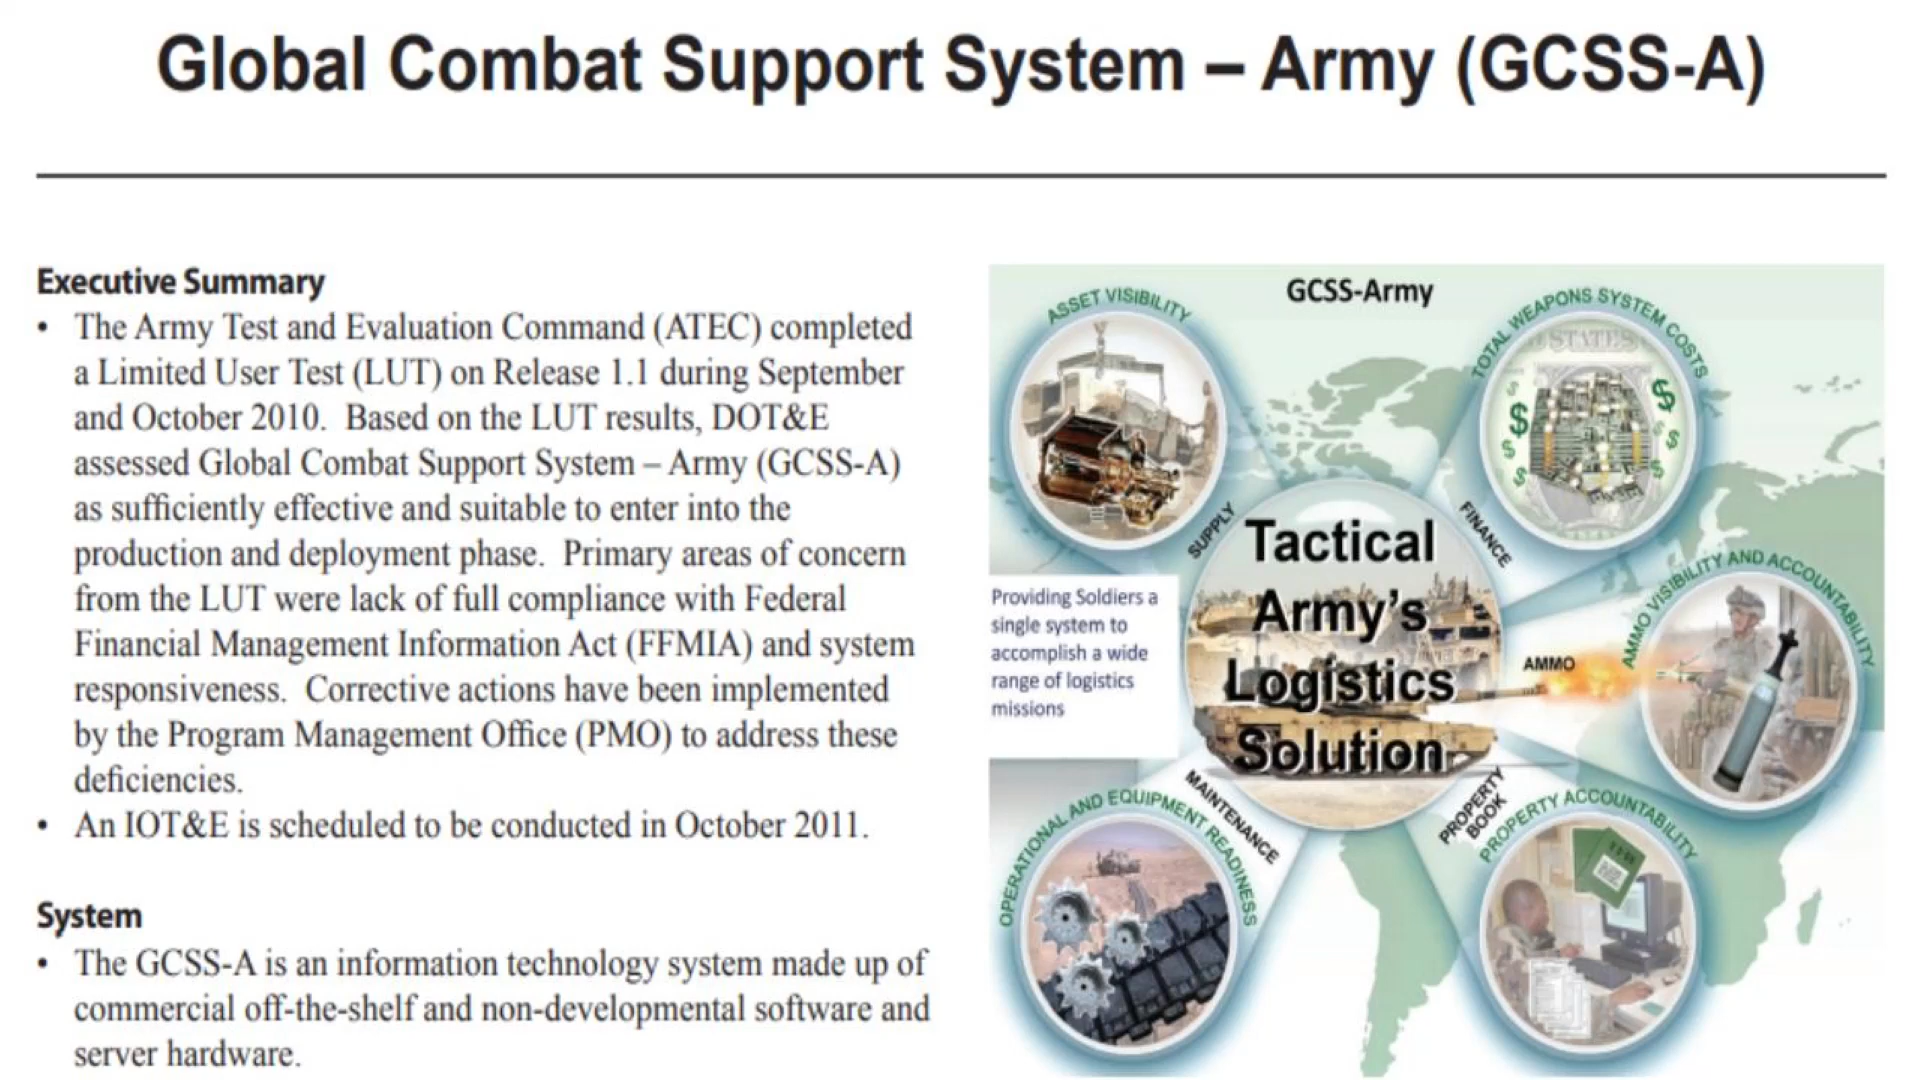 Global Combat Support System – Army (GCSS-A)
Executive Summary
• The Army Test and Evaluation Command (ATEC) completed
a Limited User Test (LUT) on Release 1.1 during September
and October 2010. Based on the LUT results, DOT&E
assessed Global Combat Support System – Army (GCSS-A)
as sufficiently effective and suitable to enter into the
production and deployment phase. Primary areas of concern
from the LUT were lack of full compliance with Federal
Financial Management Information Act (FFMIA) and system
responsiveness. Corrective actions have been implemented
by the Program Management Office (PMO) to address these
deficiencies.
• An IOT&E is scheduled to be conducted in October 2011.
System
• The GCSS-A is an information technology system made up of
commercial off-the-shelf and non-developmental software and
server hardware.
GCSS-Army
ASSET VISIBILITY
TOTAL WEAPONS SYSTEM COSTS
STATES
SUPPLY
FINANCE
Tactical
Army's
Logistics
Solution
Providing Soldiers a
single system to
accomplish a wide
range of logistics
missions
AMMO
AMMO VISIBILITY AND ACCOUNTABILITY
MAINTENANCE
OPERATIONAL AND EQUIPMENT READINESS
PROPERTY
BOOK
PROPERTY ACCOUNTABILITY